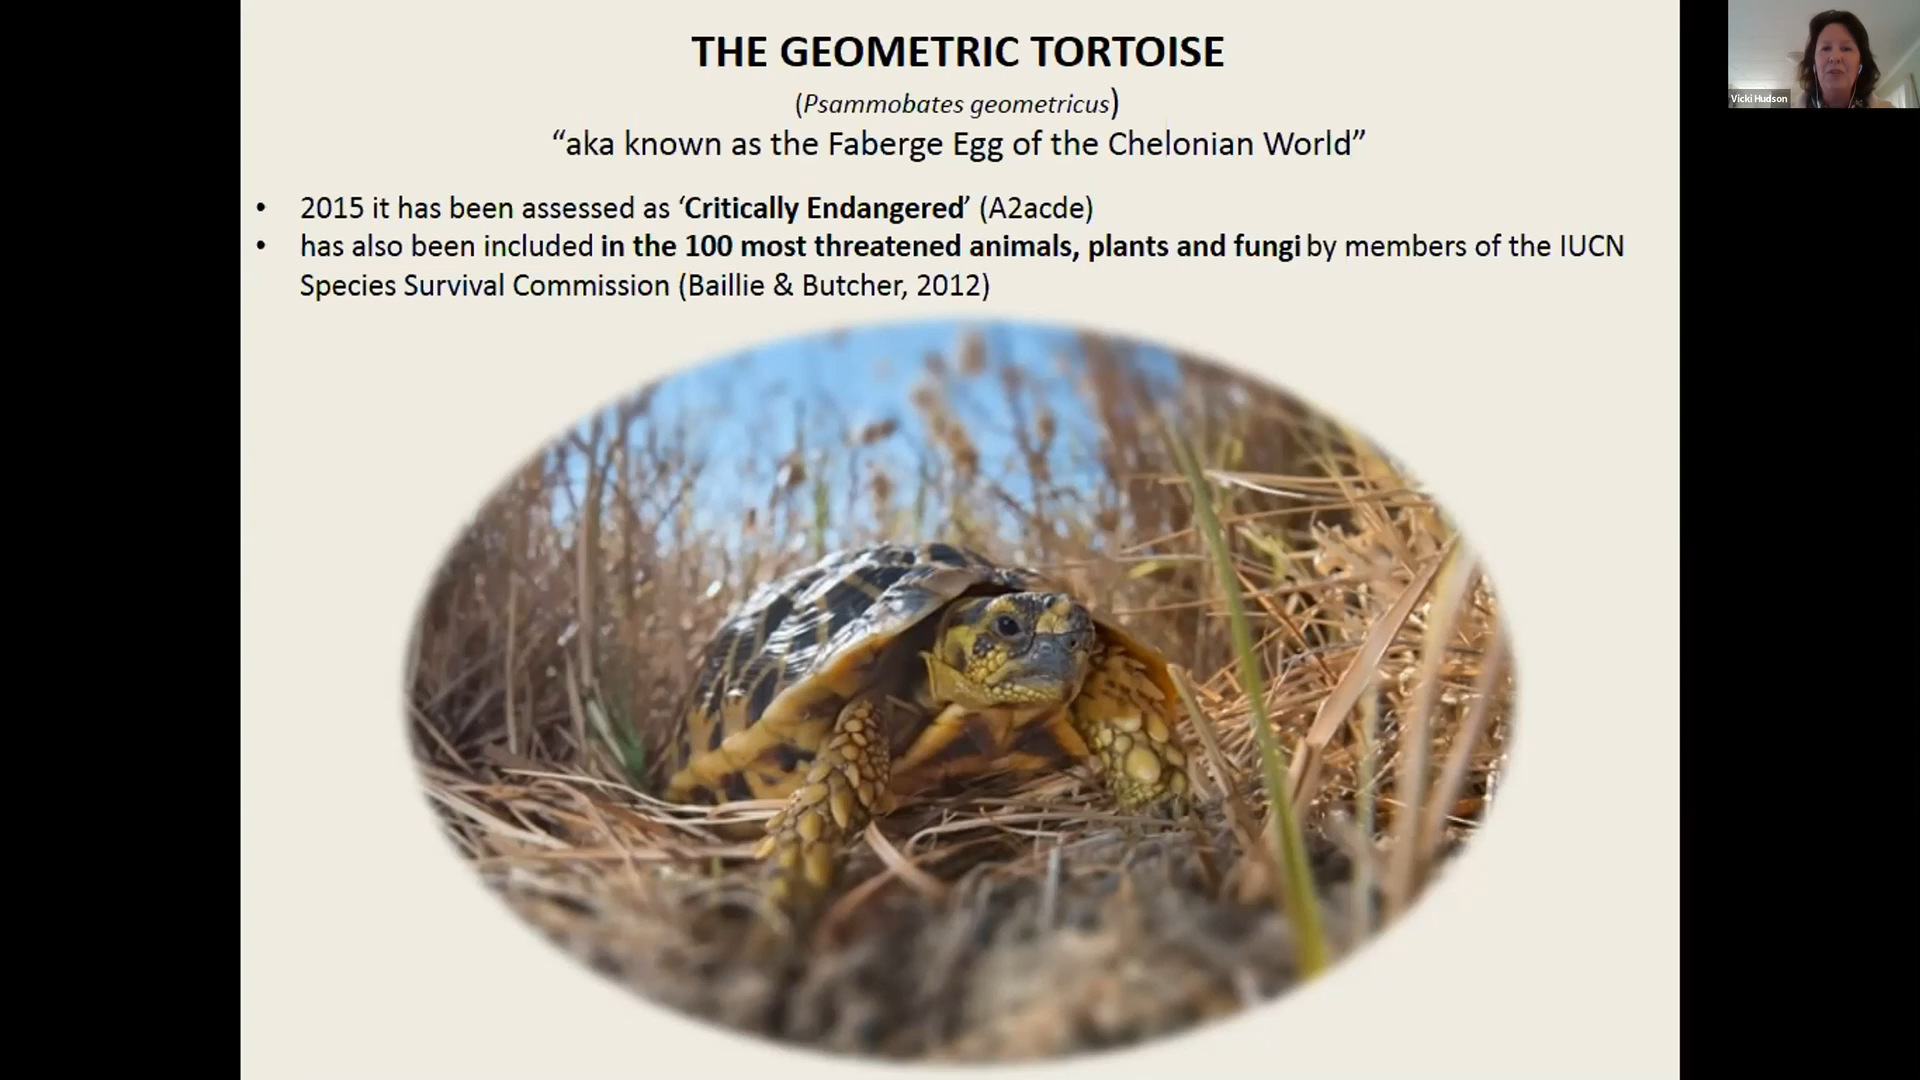 THE GEOMETRIC TORTOISE
(Psammobates geometricus)
“aka known as the Faberge Egg of the Chelonian World”
• 2015 it has been assessed as ‘Critically Endangered’ (A2acde)
• has also been included in the 100 most threatened animals, plants and fungi by members of the IUCN
Species Survival Commission (Baillie & Butcher, 2012)
Vicki Hudson